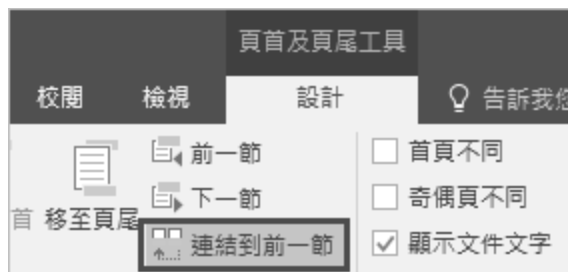 頁首及頁尾工具
校閱 檢視 設計 告訴我您
前一節 首頁不同
下一節 奇偶頁不同
首 移至頁尾
連結到前一節 顯示文件文字